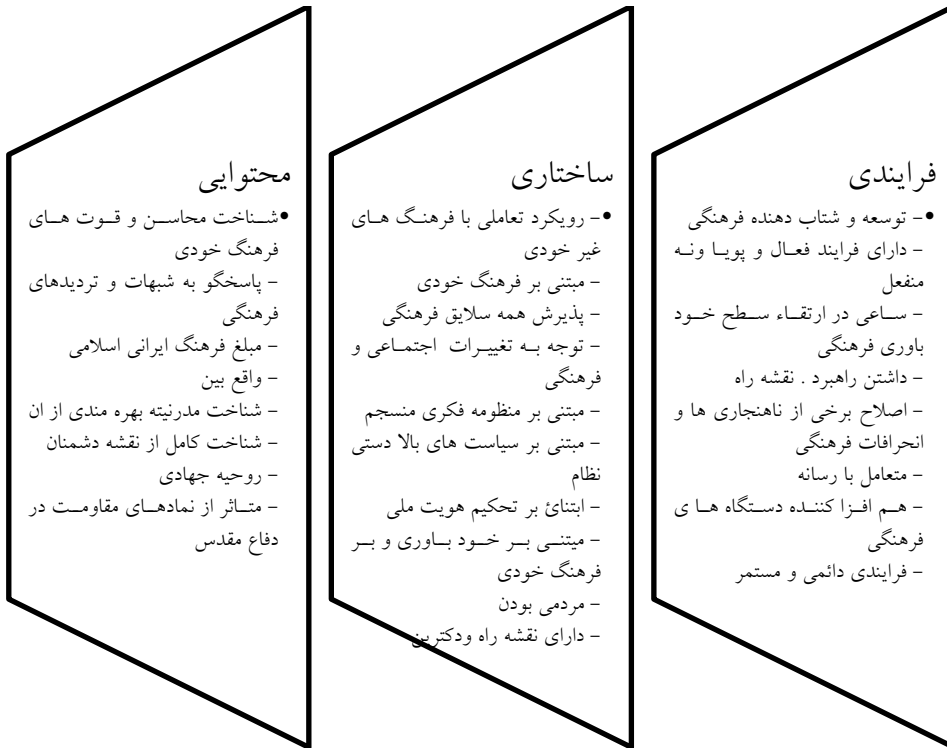 فرایندی
•- توسعه و شتاب دهنده فرهنگی
- دارای فرایند فعال و پویا ونه
منفعل
- ساعی در ارتقاء سطح خود
باوری فرهنگی
- داشتن راهبرد . نقشه راه
- اصلاح برخی از ناهنجاری ها و
انحرافات فرهنگی
- متعامل با رسانه
- هم افزا کننده دستگاه ها ی
فرهنگی
- فرایندی دائمی و مستمر
ساختاری
•- رویکرد تعاملی با فرهنگ های
غیر خودی
- مبتنی بر فرهنگ خودی
- پذیرش همه سلایق فرهنگی
- توجه به تغییرات اجتماعی و
فرهنگی
- مبتنی بر منظومه فکری منسجم
- مبتنی بر سیاست های بالا دستی
نظام
- ابتنائ بر تحکیم هویت ملی
- میتنی بر خود باوری و بر
فرهنگ خودی
- مردمی بودن
- دارای نقشه راه ودکترین
محتوایی
•شناخت محاسن و قوت های
فرهنگ خودی
- پاسخگو به شبهات و تردیدهای
فرهنگی
- مبلغ فرهنگ ایرانی اسلامی
- واقع بین
- شناخت مدرنیته بهره مندی از ان
- شناخت کامل از نقشه دشمنان
- روحیه جهادی
- متاثر از نمادهای مقاومت در
دفاع مقدس